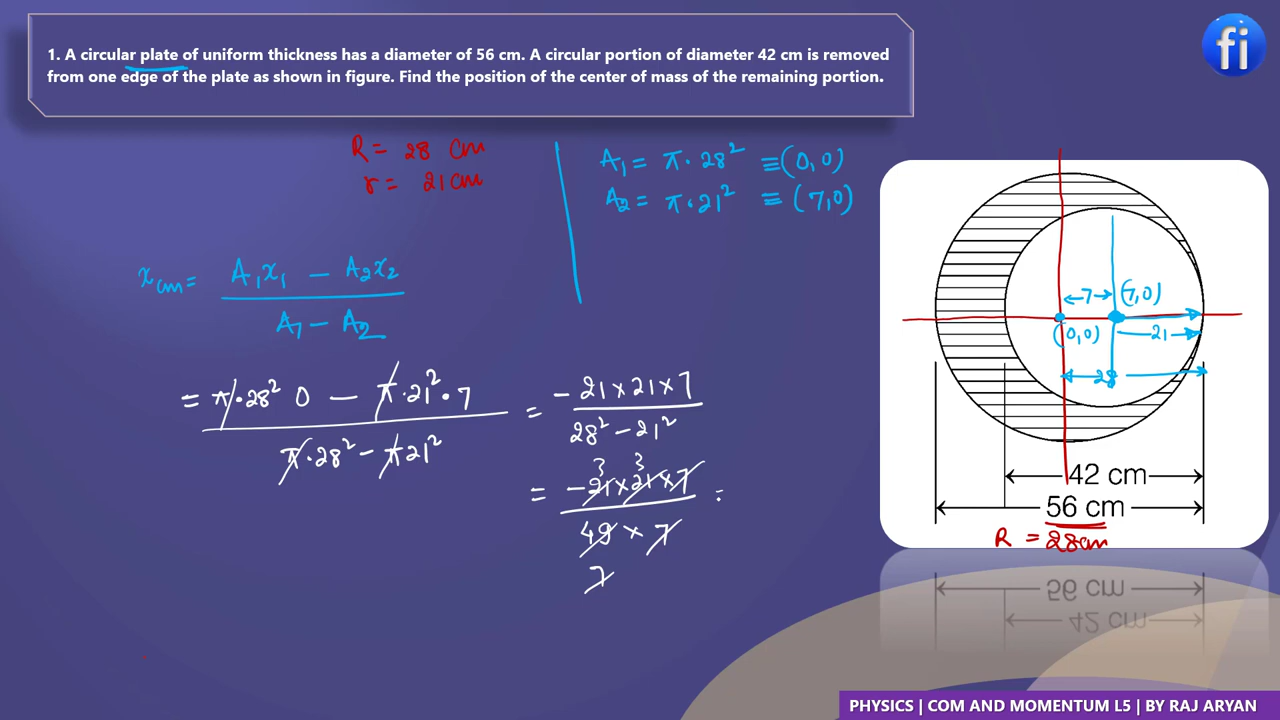 1. A circular plate of uniform thickness has a diameter of 56 cm. A circular portion of diameter 42 cm is removed
from one edge of the plate as shown in figure. Find the position of the center of mass of the remaining portion.
fi
R = 28 cm
r = 21 cm
A₁ = π · 28² ≡ (0,0)
A₂ = π · 21² ≡ (7,0)
x_cm = (A₁x₁ − A₂x₂) / (A₁ − A₂)
= (π · 28² 0 − π · 21² · 7) / (π · 28² − π 21²)
= −21 × 21 × 7 / (28² − 21²)
= −21 × 21 × 7 / (49 × 7) =
3 3
7
7
(7,0)
(0,0)
21
28
42 cm
56 cm
R = 28cm
56 cm
42 cm
PHYSICS | COM AND MOMENTUM L5 | BY RAJ ARYAN